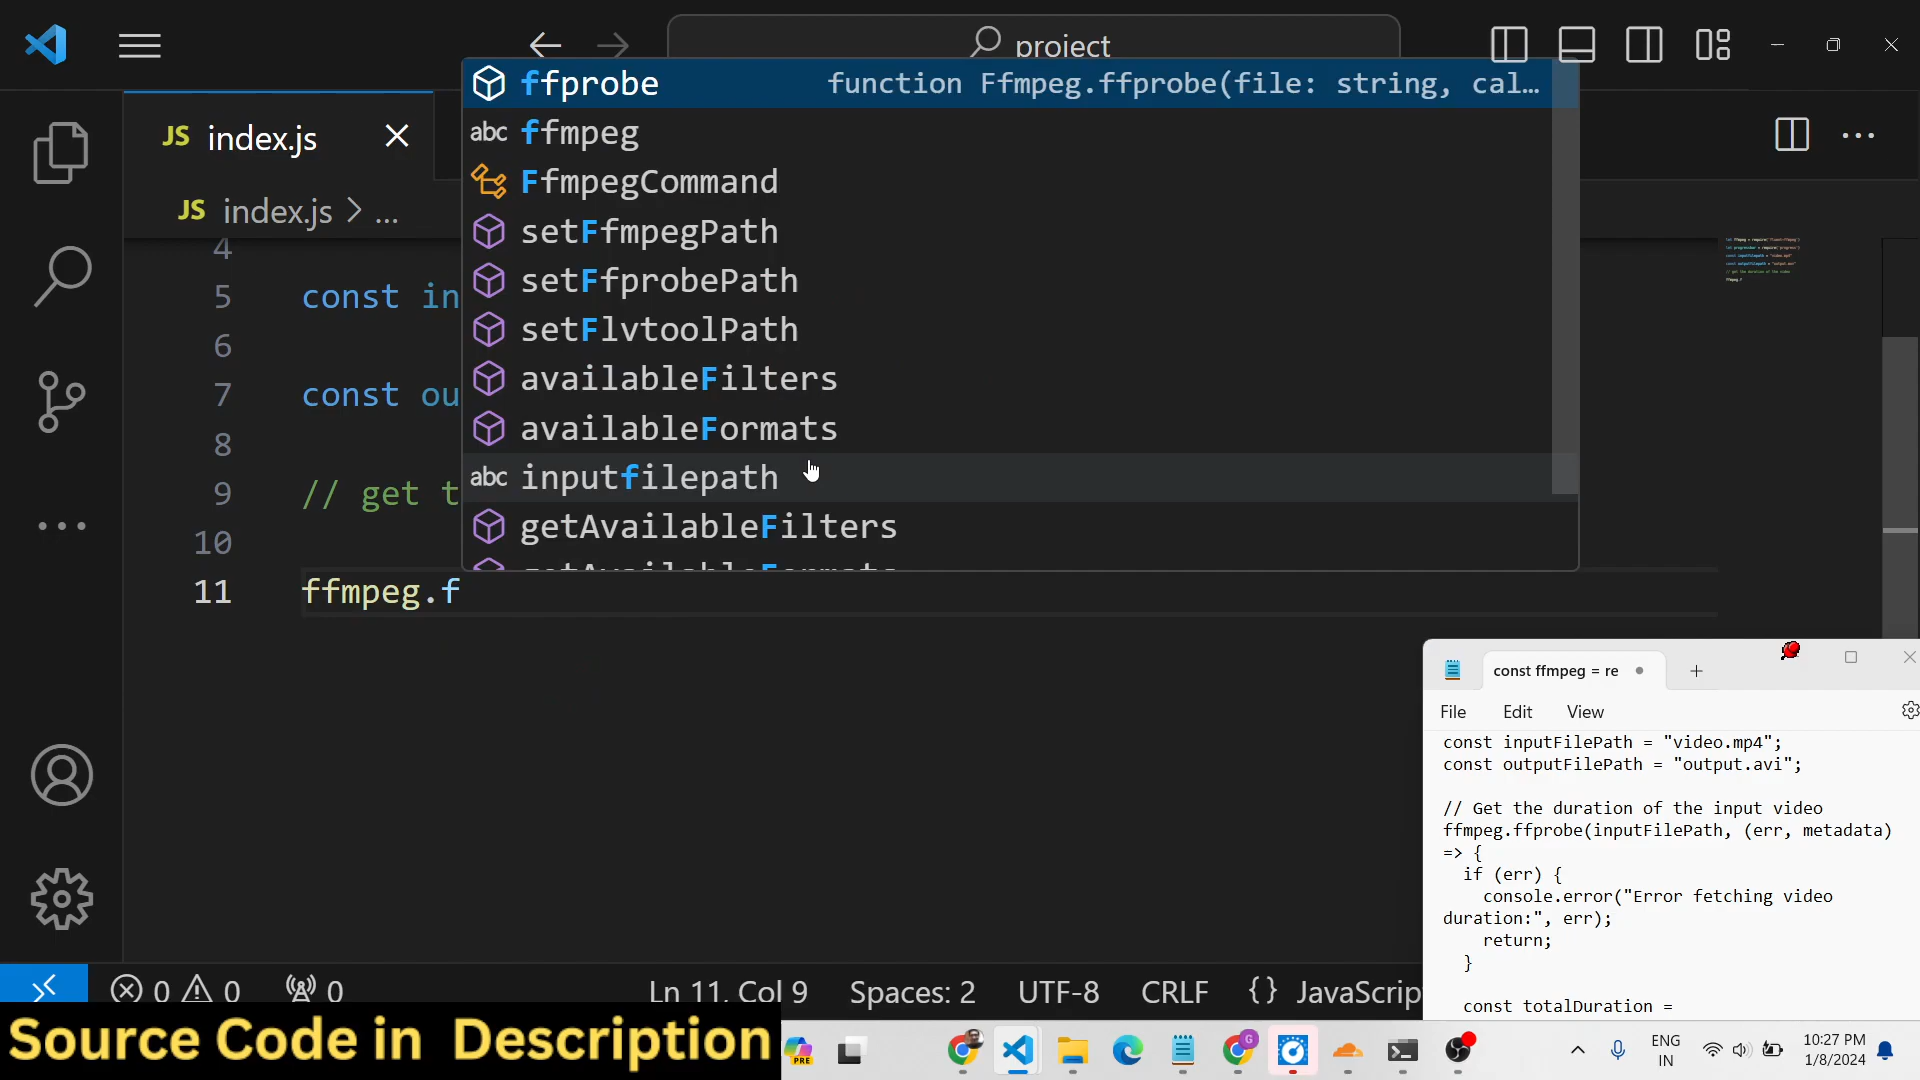 project
ffprobe function Ffmpeg.ffprobe(file: string, cal…
abc ffmpeg
FfmpegCommand
setFfmpegPath
setFfprobePath
setFlvtoolPath
availableFilters
availableFormats
abc inputfilepath
getAvailableFilters
getAvailableFormats
JS index.js
JS index.js > ...
4
5 const in
6
7 const ou
8
9 // get t
10
11 ffmpeg.f
const ffmpeg = re
File Edit View
const inputFilePath = "video.mp4";
const outputFilePath = "output.avi";
// Get the duration of the input video
ffmpeg.ffprobe(inputFilePath, (err, metadata)
=> {
if (err) {
console.error("Error fetching video
duration:", err);
return;
}
const totalDuration =
0 0 0 Ln 11, Col 9 Spaces: 2 UTF-8 CRLF {} JavaScrip
Source Code in Description
PRE
G
ENG
IN
10:27 PM
1/8/2024